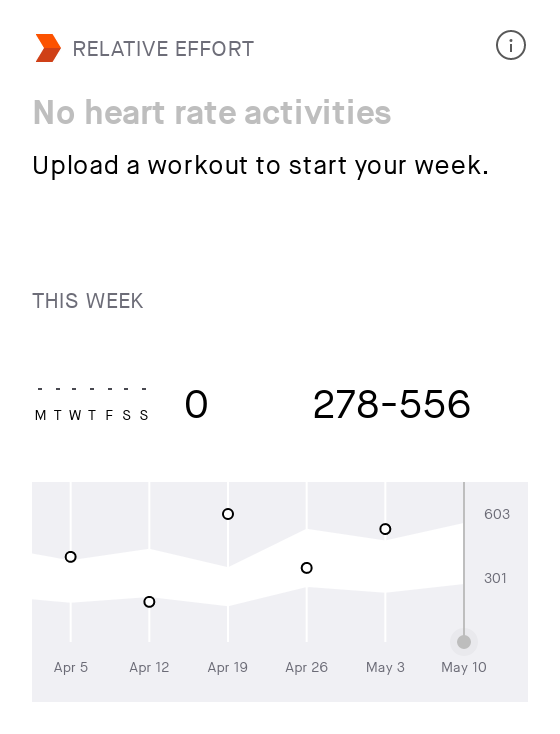 RELATIVE EFFORT
No heart rate activities
Upload a workout to start your week.
THIS WEEK
- - - - - - -
M T W T F S S 0 278-556
603
301
Apr 5 Apr 12 Apr 19 Apr 26 May 3 May 10